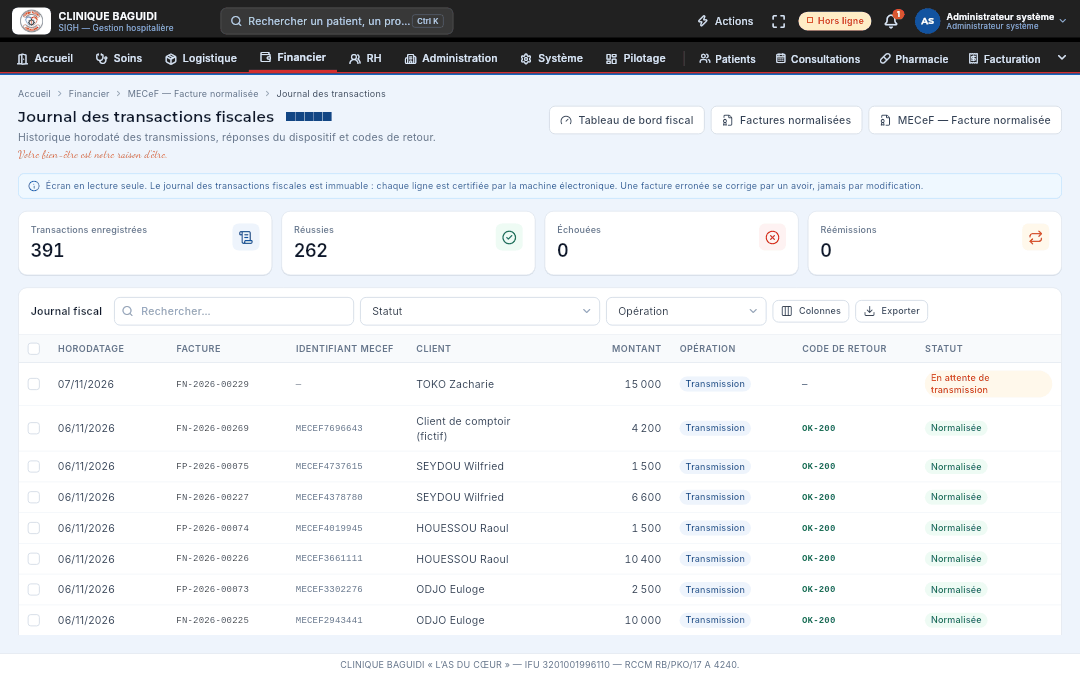 CLINIQUE BAGUIDI
SIGH — Gestion hospitalière
Rechercher un patient, un pro... Ctrl K
Actions
Hors ligne
1
AS
Administrateur système
Administrateur système
Accueil Soins Logistique Financier RH Administration Système Pilotage Patients Consultations Pharmacie Facturation
Accueil > Financier > MECeF — Facture normalisée > Journal des transactions
Journal des transactions fiscales
Historique horodaté des transmissions, réponses du dispositif et codes de retour.
Votre bien-être est notre raison d'être.
Tableau de bord fiscal Factures normalisées MECeF — Facture normalisée
Écran en lecture seule. Le journal des transactions fiscales est immuable : chaque ligne est certifiée par la machine électronique. Une facture erronée se corrige par un avoir, jamais par modification.
Transactions enregistrées
391
Réussies
262
Échouées
0
Réémissions
0
Journal fiscal Rechercher... Statut Opération Colonnes Exporter
HORODATAGE FACTURE IDENTIFIANT MECEF CLIENT MONTANT OPÉRATION CODE DE RETOUR STATUT
07/11/2026 FN-2026-00229 — TOKO Zacharie 15 000 Transmission — En attente de transmission
06/11/2026 FN-2026-00269 MECEF7696643 Client de comptoir (fictif) 4 200 Transmission OK-200 Normalisée
06/11/2026 FP-2026-00075 MECEF4737615 SEYDOU Wilfried 1 500 Transmission OK-200 Normalisée
06/11/2026 FN-2026-00227 MECEF4378780 SEYDOU Wilfried 6 600 Transmission OK-200 Normalisée
06/11/2026 FP-2026-00074 MECEF4019945 HOUESSOU Raoul 1 500 Transmission OK-200 Normalisée
06/11/2026 FN-2026-00226 MECEF3661111 HOUESSOU Raoul 10 400 Transmission OK-200 Normalisée
06/11/2026 FP-2026-00073 MECEF3302276 ODJO Euloge 2 500 Transmission OK-200 Normalisée
06/11/2026 FN-2026-00225 MECEF2943441 ODJO Euloge 10 000 Transmission OK-200 Normalisée
CLINIQUE BAGUIDI « L'AS DU CŒUR » — IFU 3201001996110 — RCCM RB/PKO/17 A 4240.